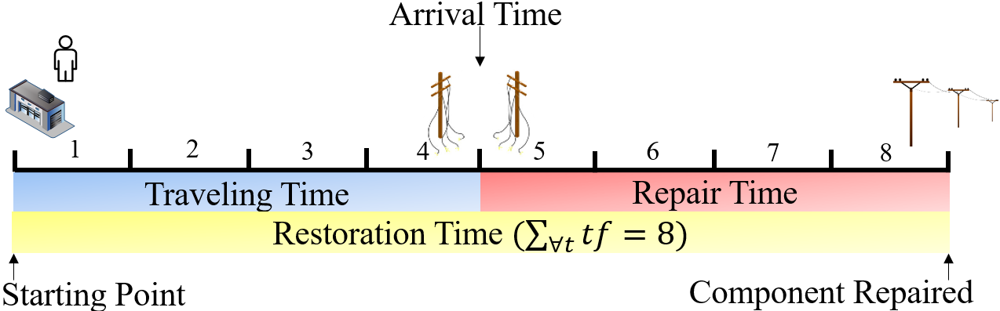 Arrival Time
1 2 3 4 5 6 7 8
Traveling Time Repair Time
Restoration Time (∑∀t tf = 8)
Starting Point Component Repaired